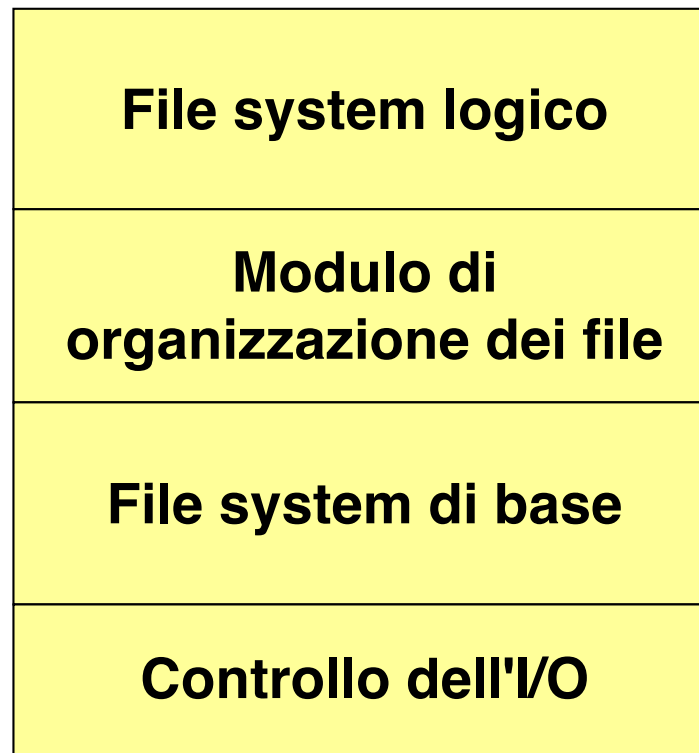 File system logico
Modulo di
organizzazione dei file
File system di base
Controllo dell'I/O